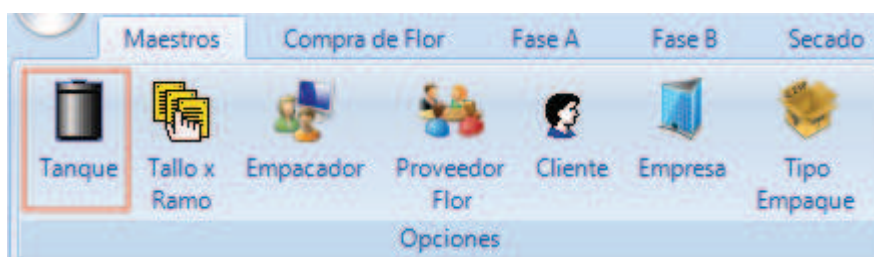 Maestros Compra de Flor Fase A Fase B Secado
Tanque Tallo x Empacador Proveedor Cliente Empresa Tipo
Ramo Flor Empaque
Opciones